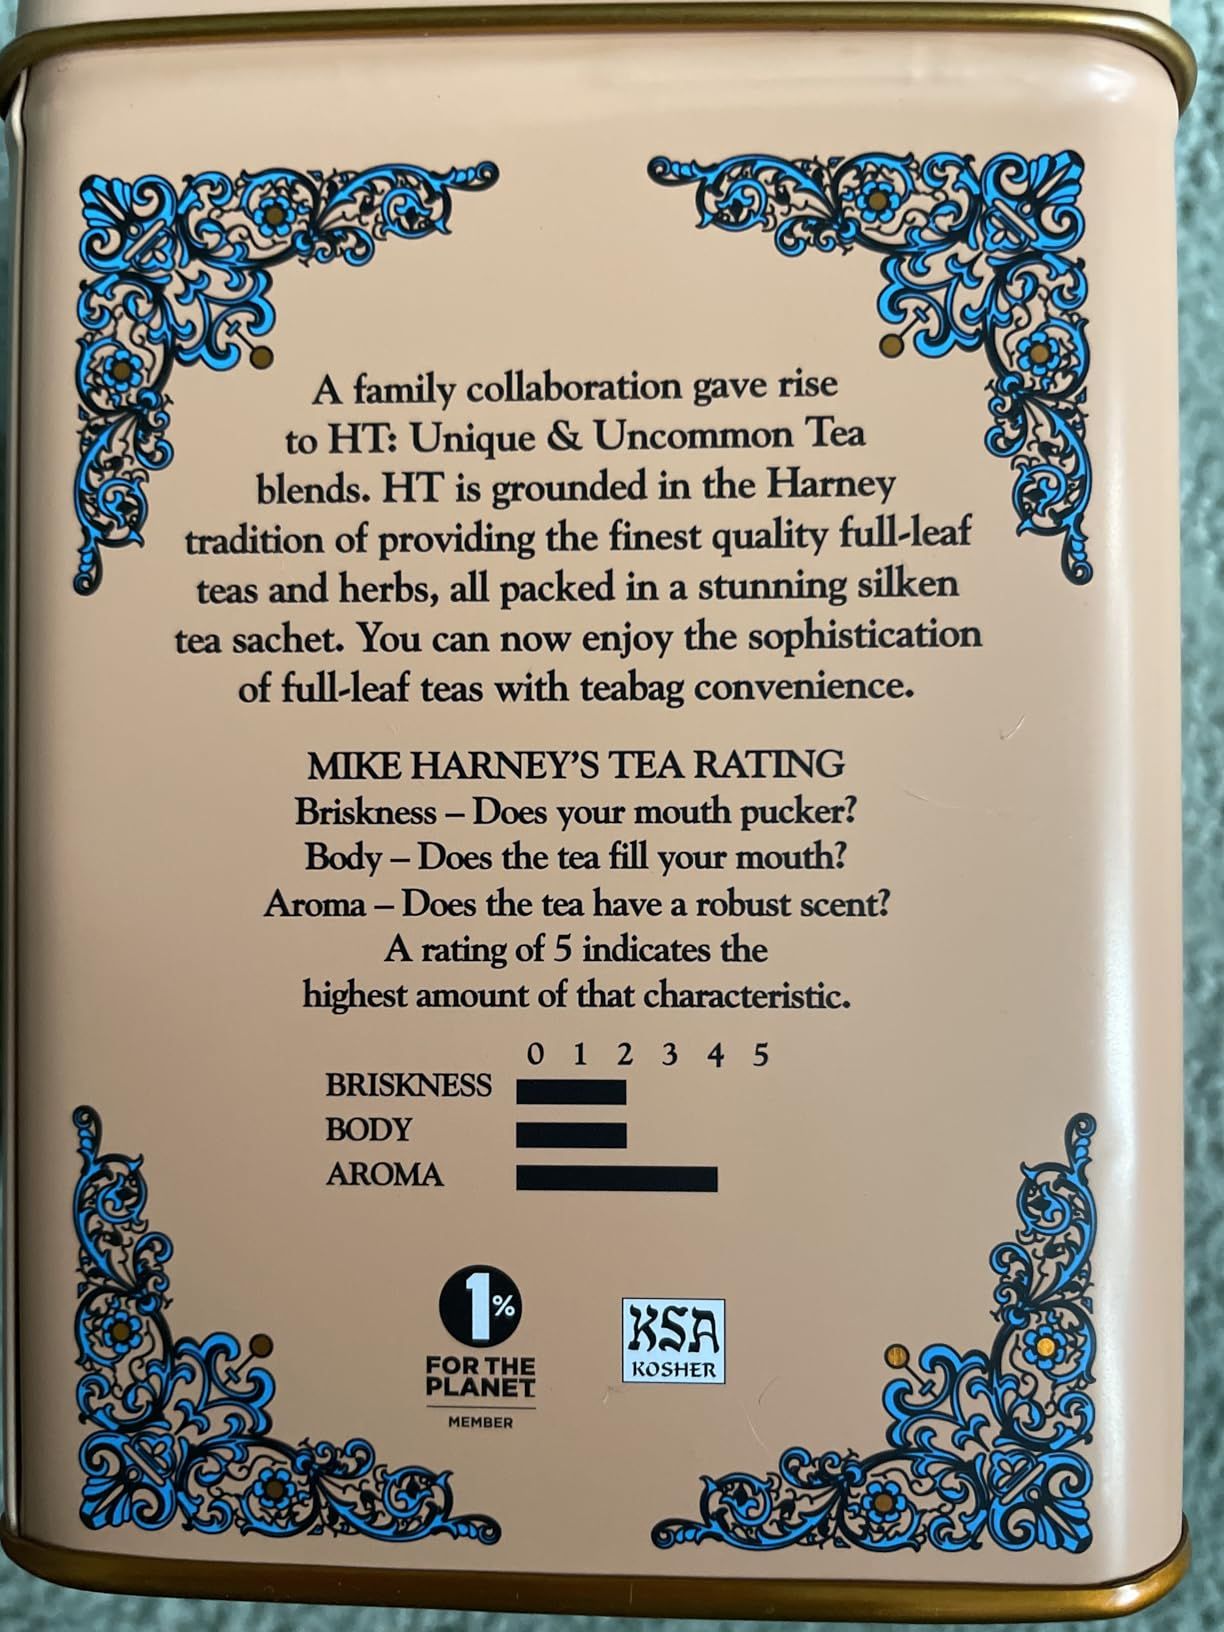 A family collaboration gave rise
to HT: Unique & Uncommon Tea
blends. HT is grounded in the Harney
tradition of providing the finest quality full-leaf
teas and herbs, all packed in a stunning silken
tea sachet. You can now enjoy the sophistication
of full-leaf teas with teabag convenience.
MIKE HARNEY'S TEA RATING
Briskness – Does your mouth pucker?
Body – Does the tea fill your mouth?
Aroma – Does the tea have a robust scent?
A rating of 5 indicates the
highest amount of that characteristic.
0 1 2 3 4 5
BRISKNESS
BODY
AROMA
1%
FOR THE
PLANET
MEMBER
KSA
KOSHER